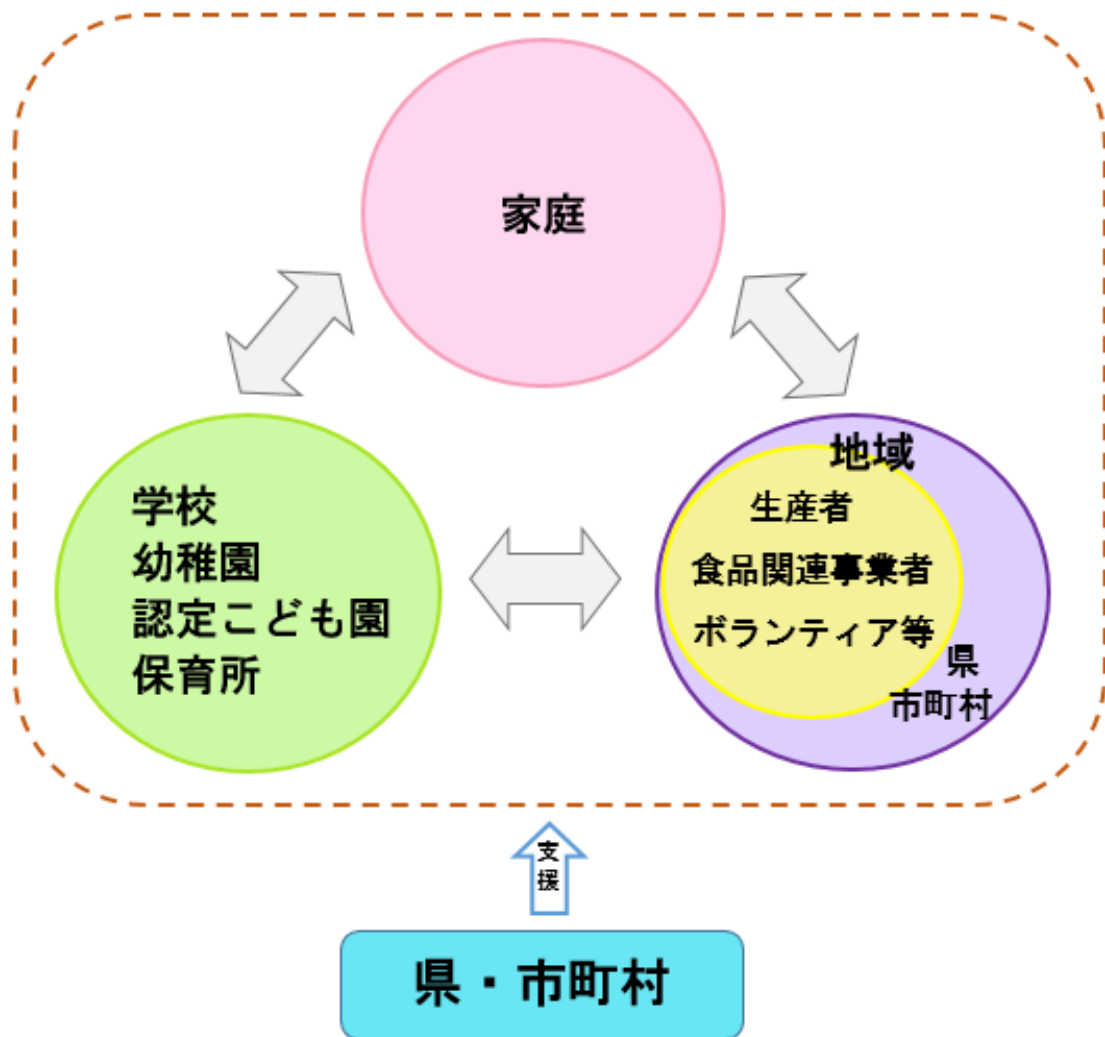 家庭
学校
幼稚園
認定こども園
保育所
地域
生産者
食品関連事業者
ボランティア等
県
市町村
支
援
県・市町村